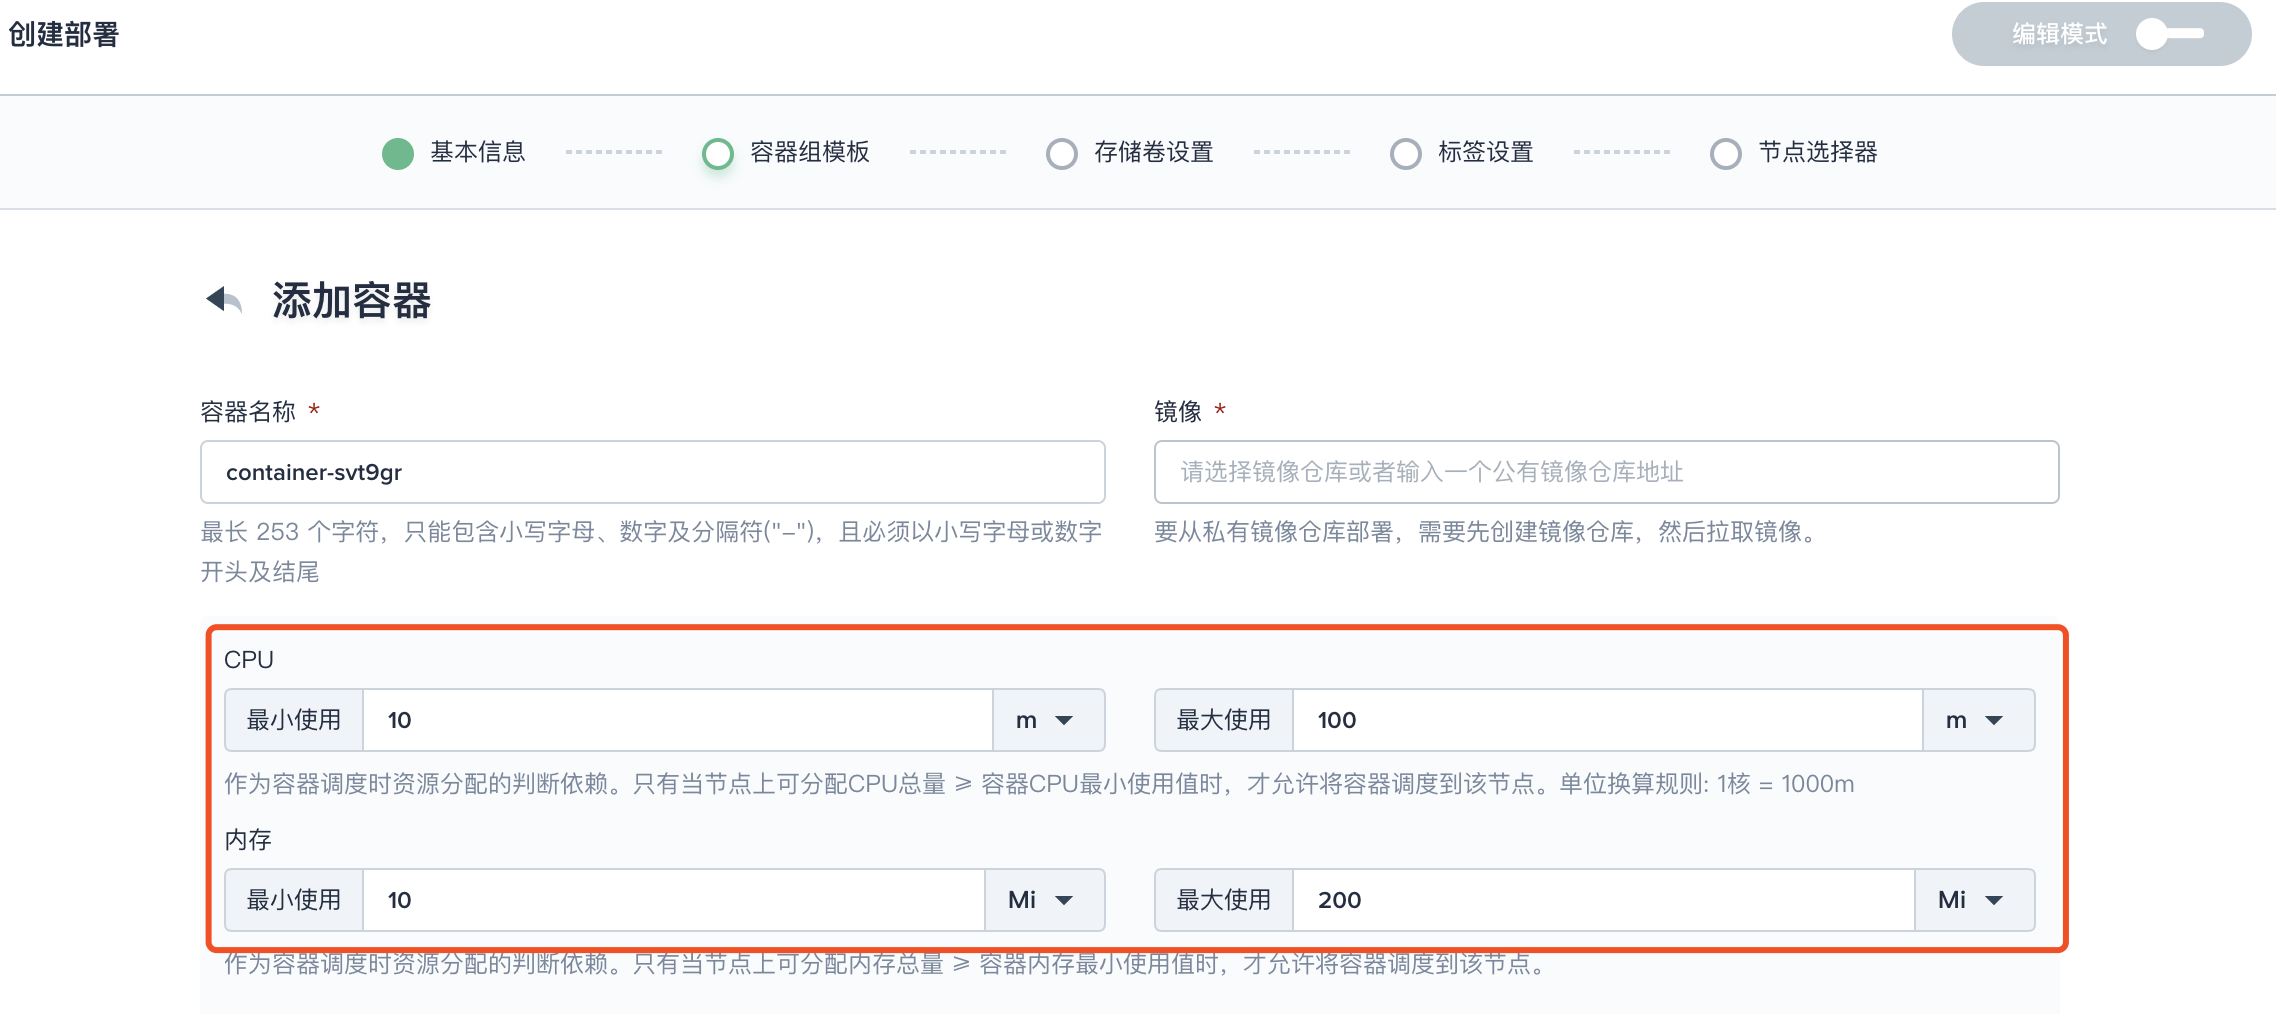 创建部署
编辑模式
基本信息
容器组模板
存储卷设置
标签设置
节点选择器
添加容器
容器名称 *
container-svt9gr
最长 253 个字符，只能包含小写字母、数字及分隔符("-")，且必须以小写字母或数字
开头及结尾
镜像 *
请选择镜像仓库或者输入一个公有镜像仓库地址
要从私有镜像仓库部署，需要先创建镜像仓库，然后拉取镜像。
CPU
最小使用 10 m
最大使用 100 m
作为容器调度时资源分配的判断依赖。只有当节点上可分配CPU总量 ≥ 容器CPU最小使用值时，才允许将容器调度到该节点。单位换算规则: 1核 = 1000m
内存
最小使用 10 Mi
最大使用 200 Mi
作为容器调度时资源分配的判断依赖。只有当节点上可分配内存总量 ≥ 容器内存最小使用值时，才允许将容器调度到该节点。